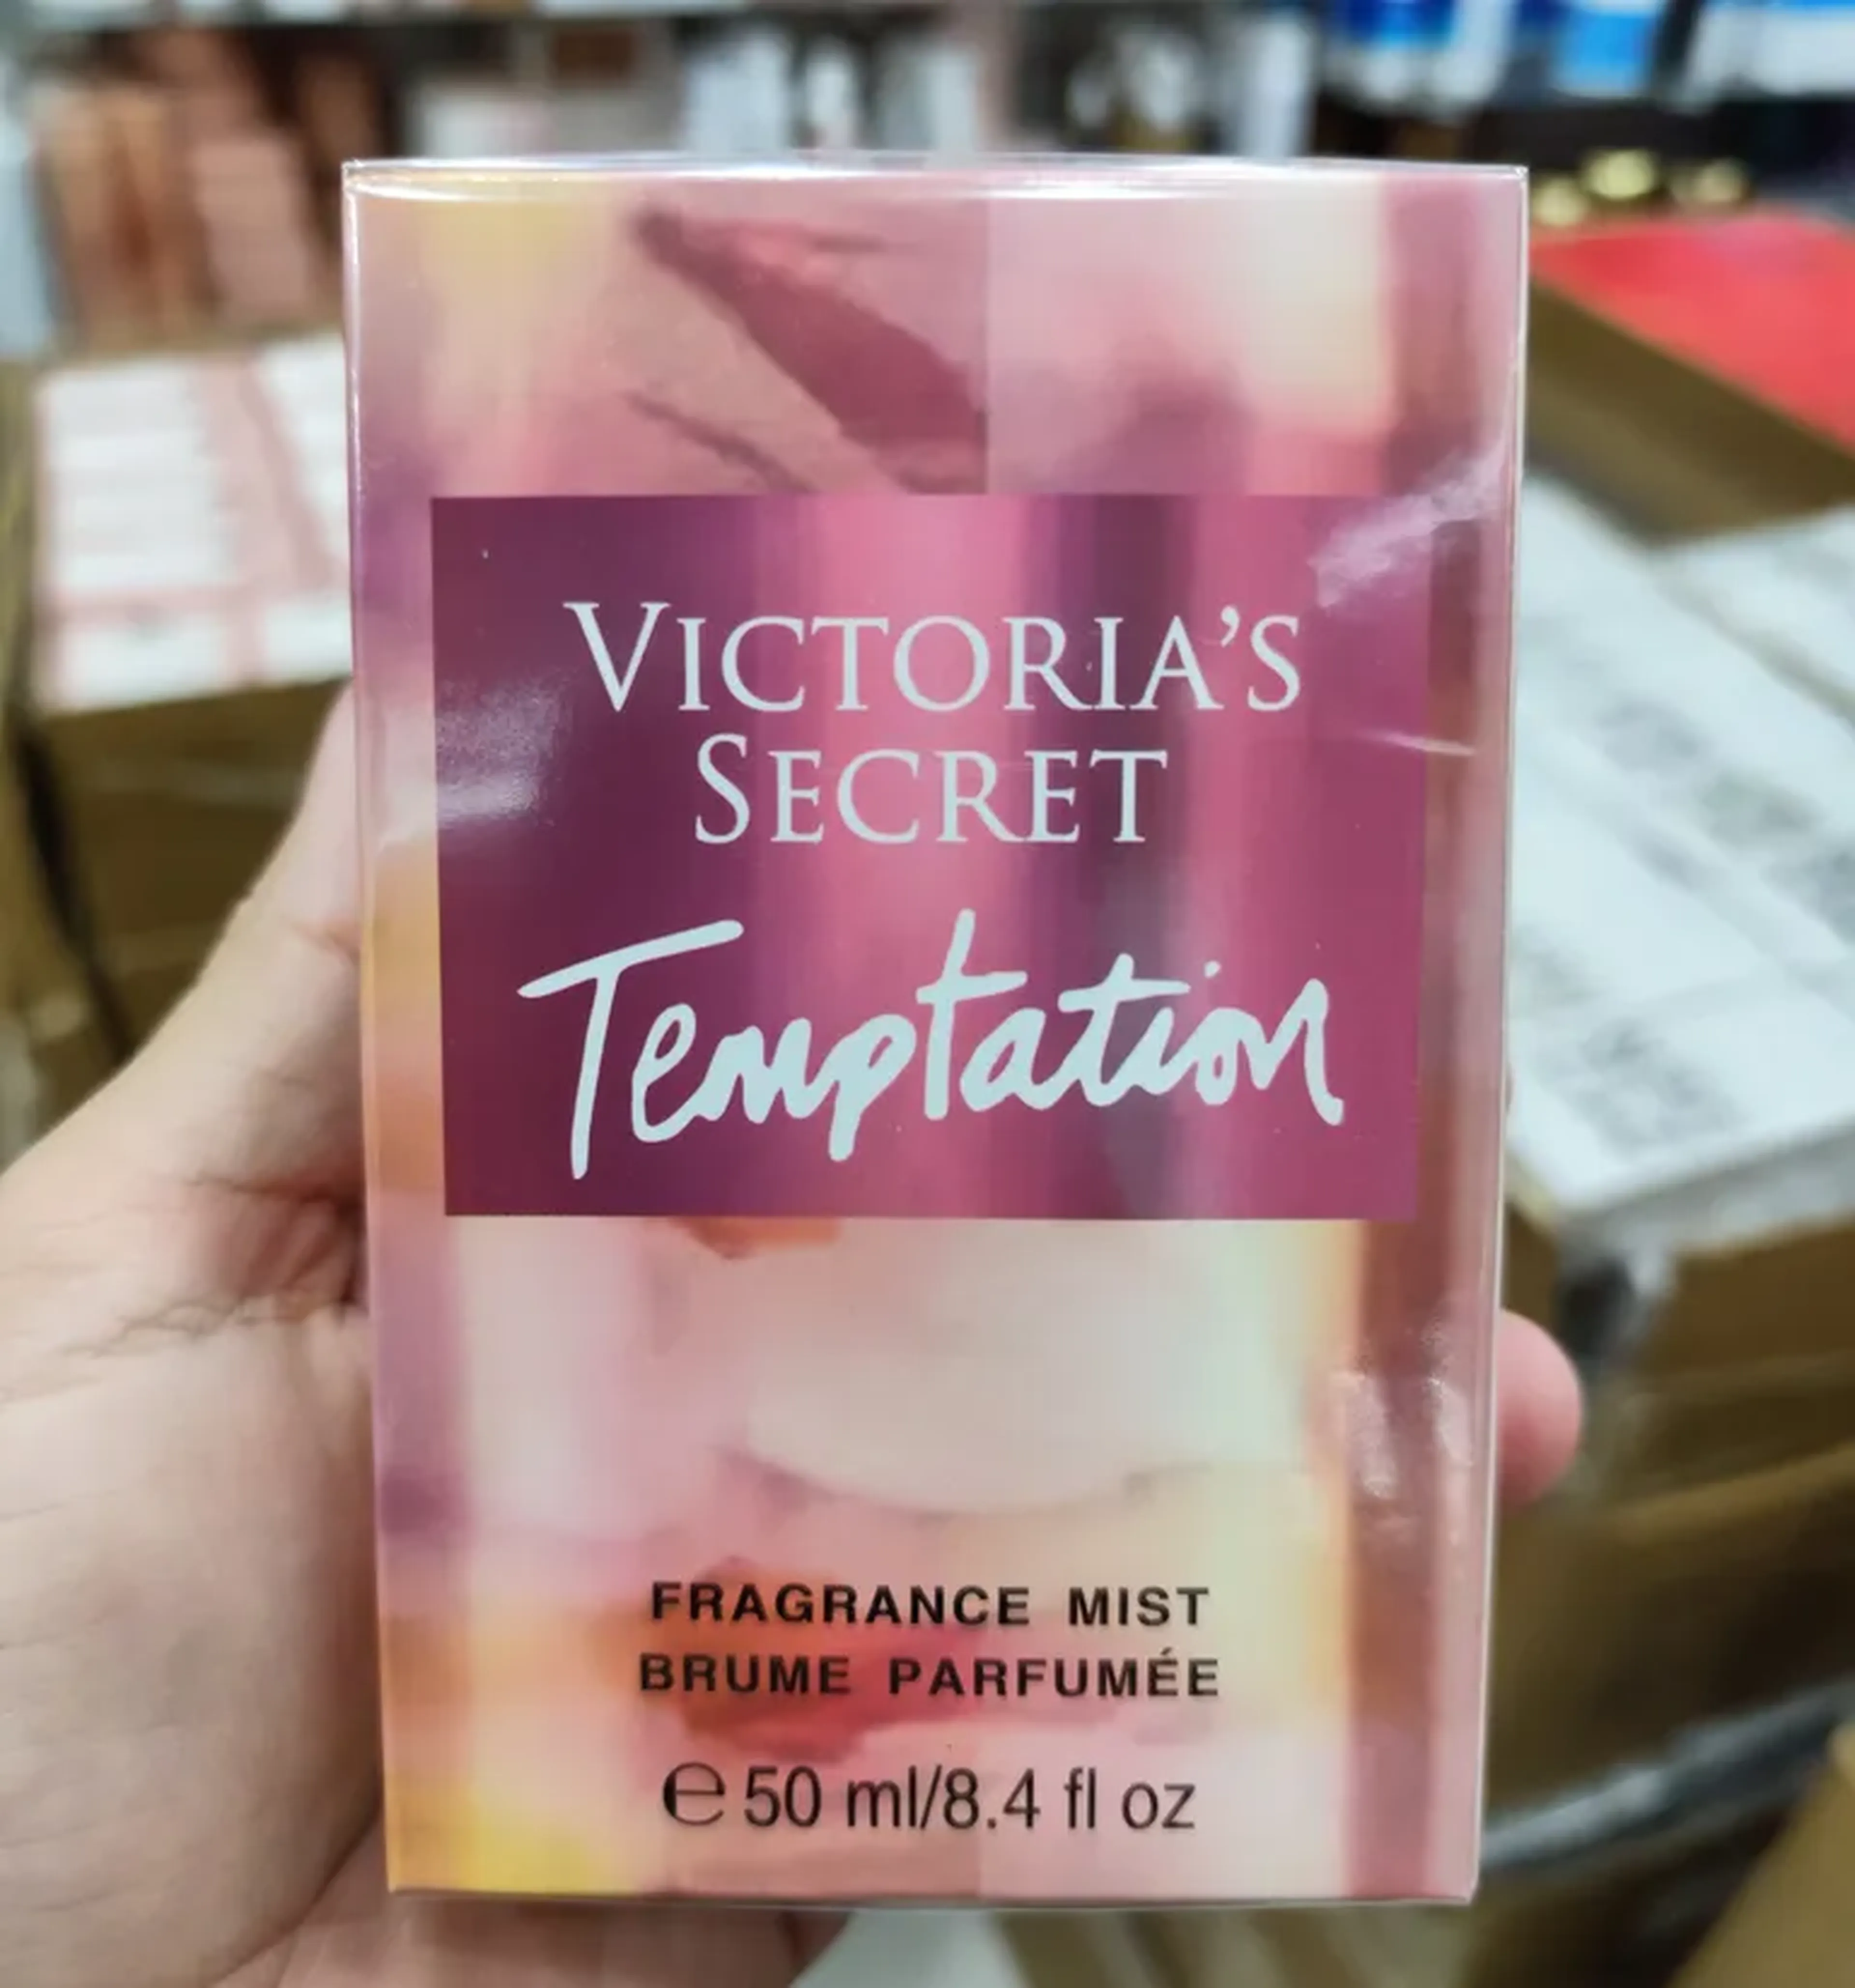 VICTORIA'S
SECRET
Temptation
FRAGRANCE MIST
BRUME PARFUMÉE
℮ 50 ml/8.4 fl oz